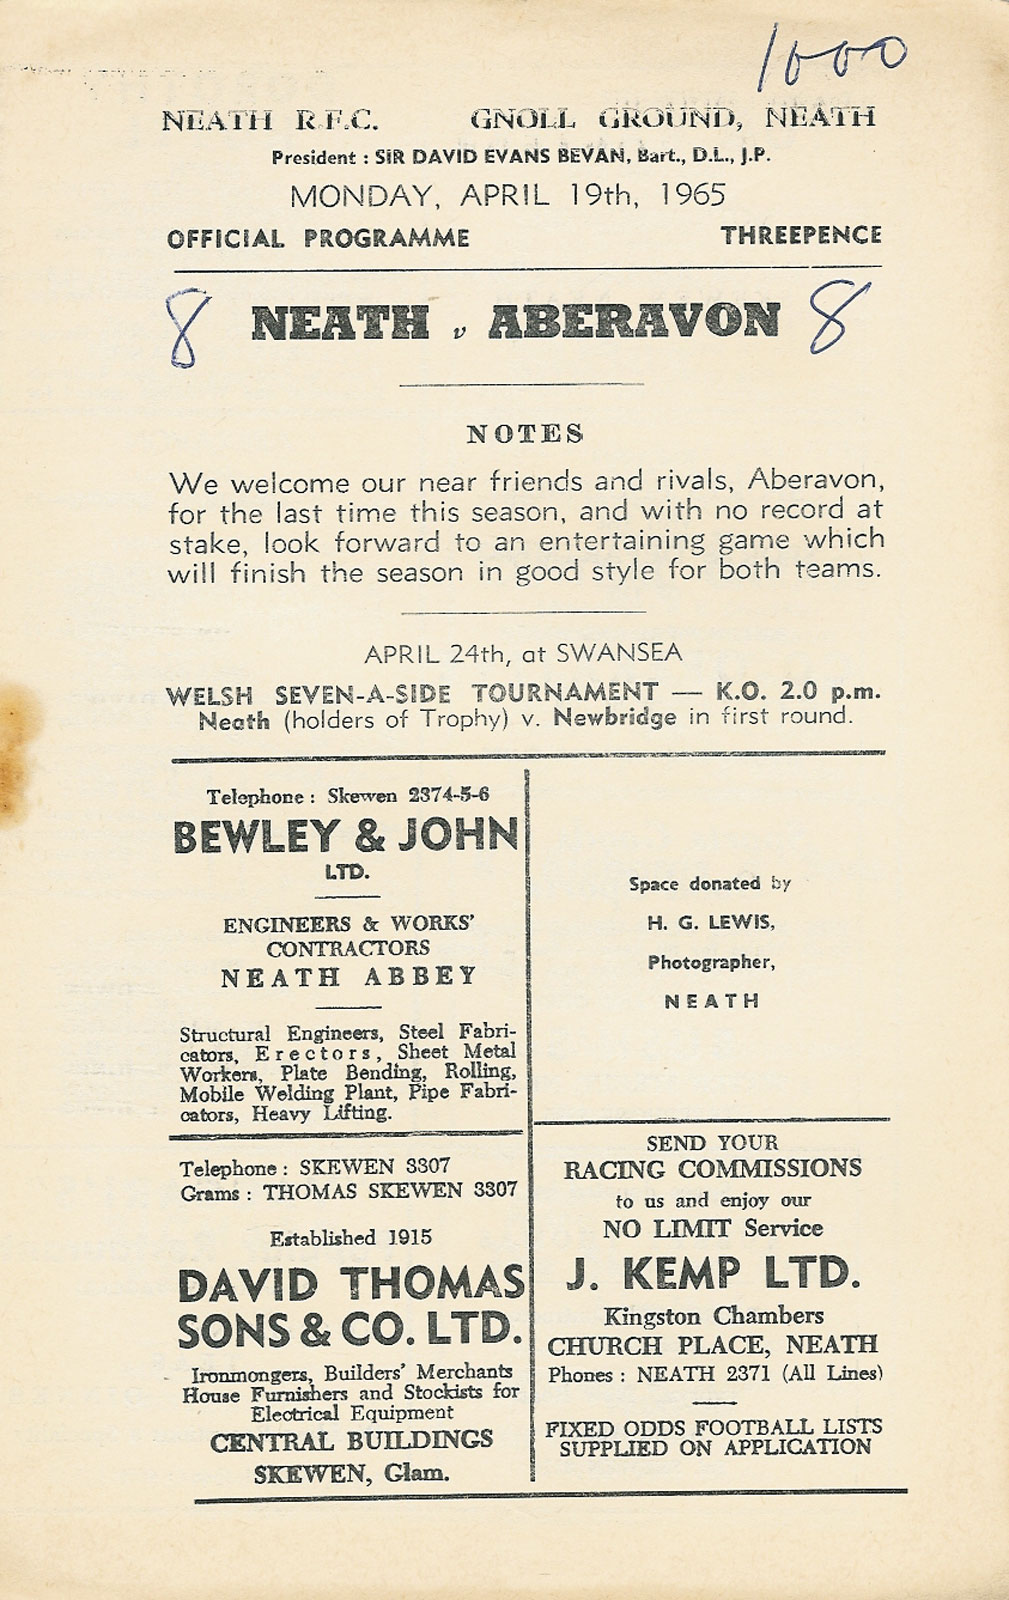 1000
NEATH R.F.C. GNOLL GROUND, NEATH
President : SIR DAVID EVANS BEVAN, Bart., D.L., J.P.
MONDAY, APRIL 19th, 1965
OFFICIAL PROGRAMME THREEPENCE
8 NEATH v ABERAVON 8
NOTES
We welcome our near friends and rivals, Aberavon,
for the last time this season, and with no record at
stake, look forward to an entertaining game which
will finish the season in good style for both teams.
APRIL 24th, at SWANSEA
WELSH SEVEN-A-SIDE TOURNAMENT — K.O. 2.0 p.m.
Neath (holders of Trophy) v. Newbridge in first round.
Telephone : Skewen 2374-5-6
BEWLEY & JOHN
LTD.
ENGINEERS & WORKS'
CONTRACTORS
NEATH ABBEY
Structural Engineers, Steel Fabri-
cators, Erectors, Sheet Metal
Workers, Plate Bending, Rolling,
Mobile Welding Plant, Pipe Fabri-
cators, Heavy Lifting.
Telephone : SKEWEN 3307
Grams : THOMAS SKEWEN 3307
Established 1915
DAVID THOMAS
SONS & CO. LTD.
Ironmongers, Builders' Merchants
House Furnishers and Stockists for
Electrical Equipment
CENTRAL BUILDINGS
SKEWEN, Glam.
Space donated by
H. G. LEWIS,
Photographer,
NEATH
SEND YOUR
RACING COMMISSIONS
to us and enjoy our
NO LIMIT Service
J. KEMP LTD.
Kingston Chambers
CHURCH PLACE, NEATH
Phones : NEATH 2371 (All Lines)
FIXED ODDS FOOTBALL LISTS
SUPPLIED ON APPLICATION